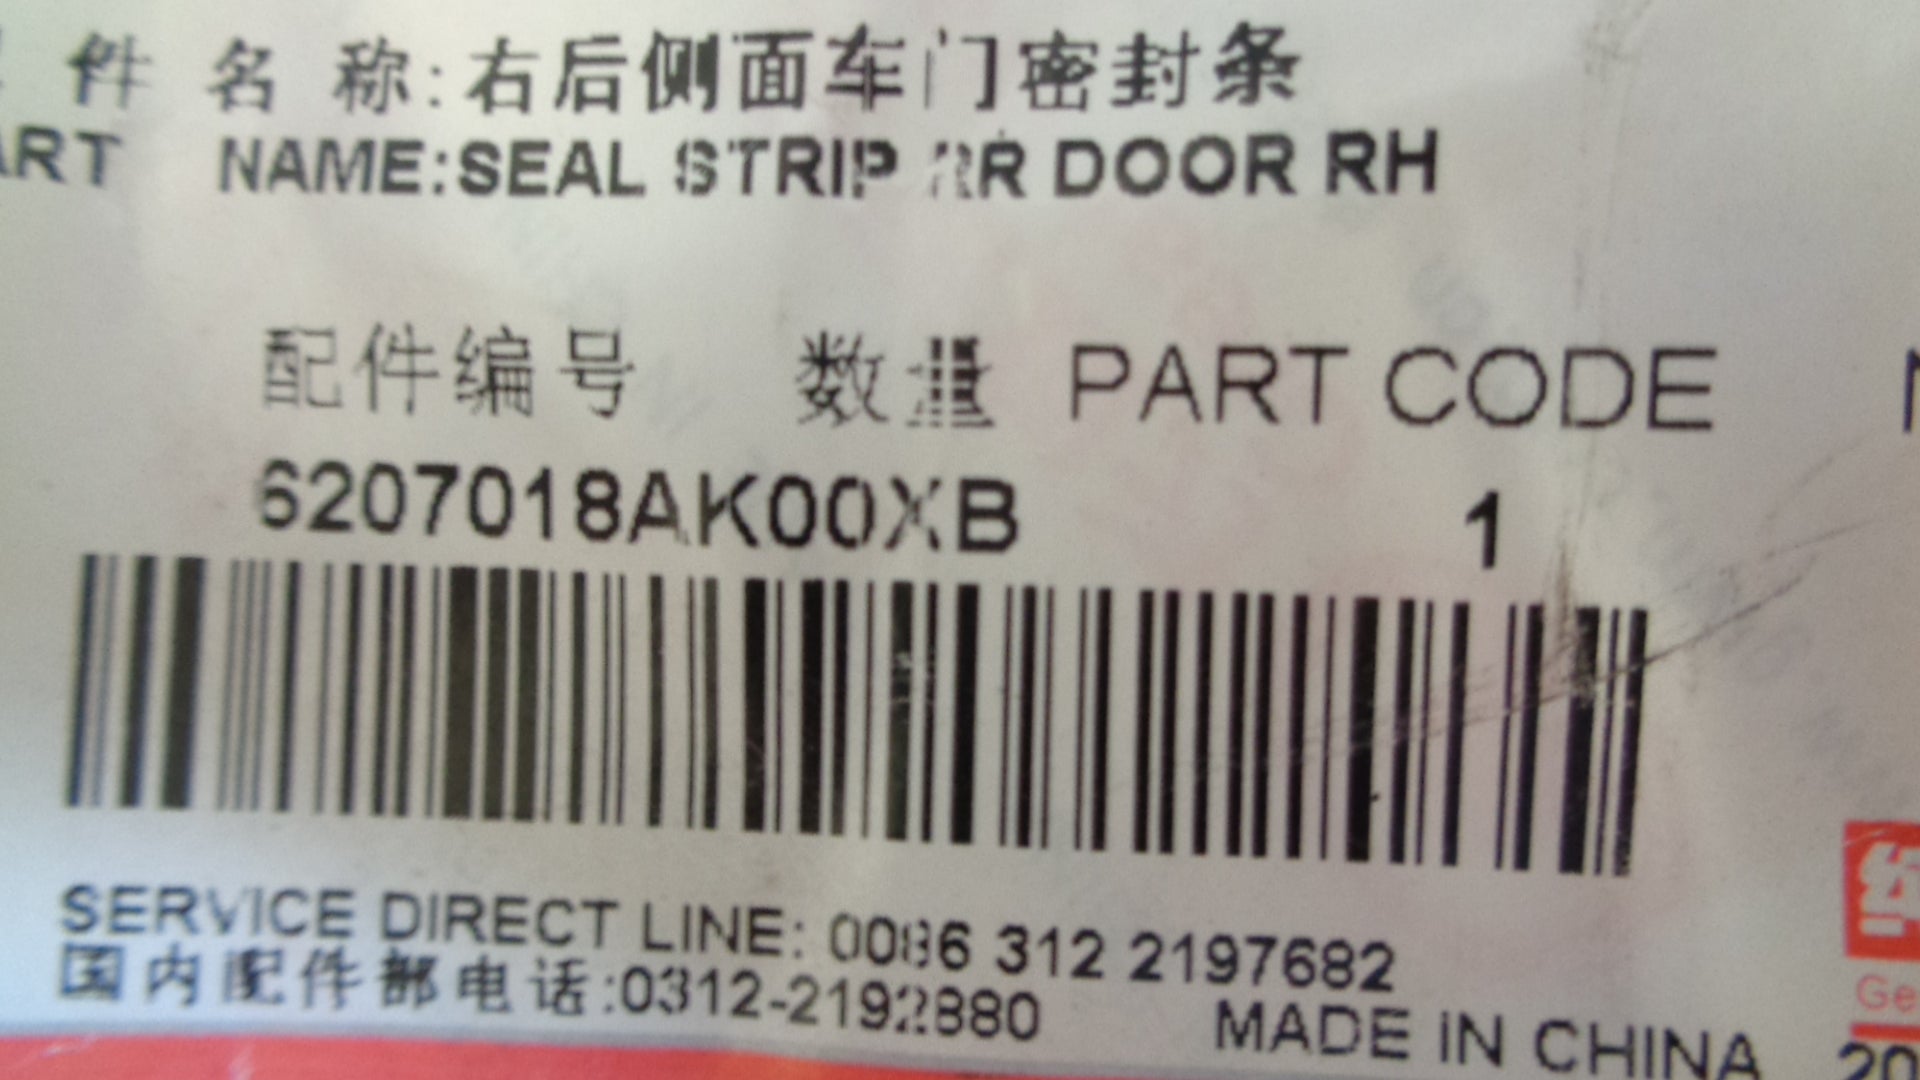 件 名 称:右后侧面车门密封条
ART NAME:SEAL STRIP RR DOOR RH
配件编号 数量 PART CODE
6207018AK00XB 1
SERVICE DIRECT LINE: 0086 312 2197682
国内配件部电话:0312-2192880
MADE IN CHINA
Ge
20